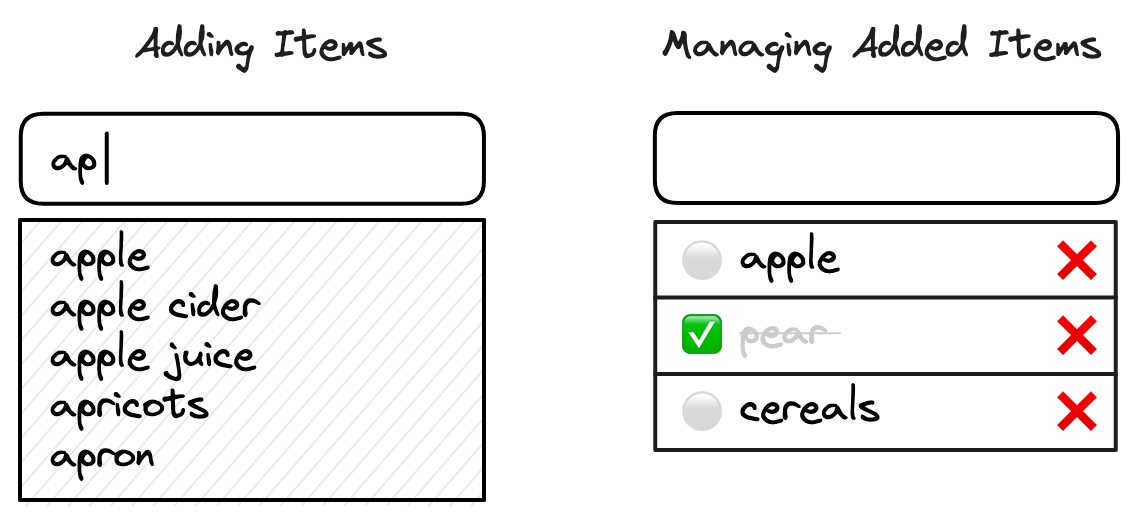 Adding Items
ap
apple
apple cider
apple juice
apricots
apron
Managing Added Items
apple
pear
cereals